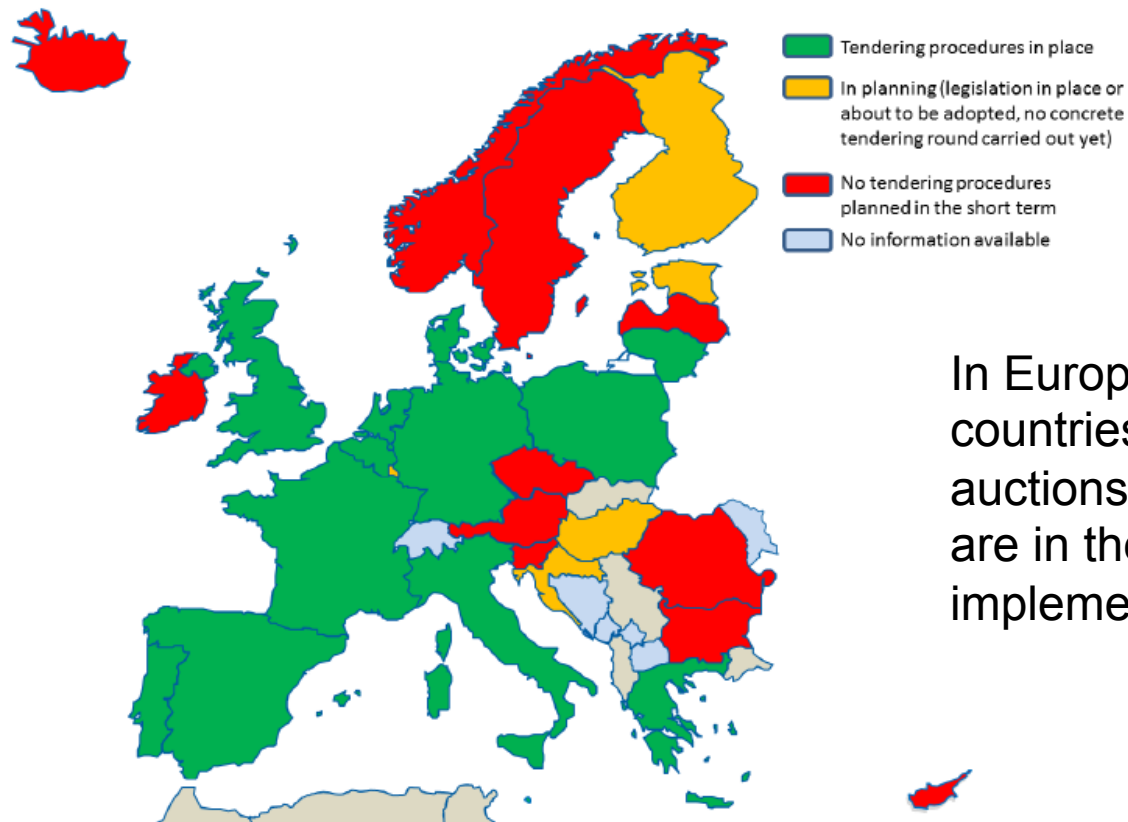 Tendering procedures in place
In planning (legislation in place or
about to be adopted, no concrete
tendering round carried out yet)
No tendering procedures
planned in the short term
No information available
In Europ
countries
auctions
are in the
impleme